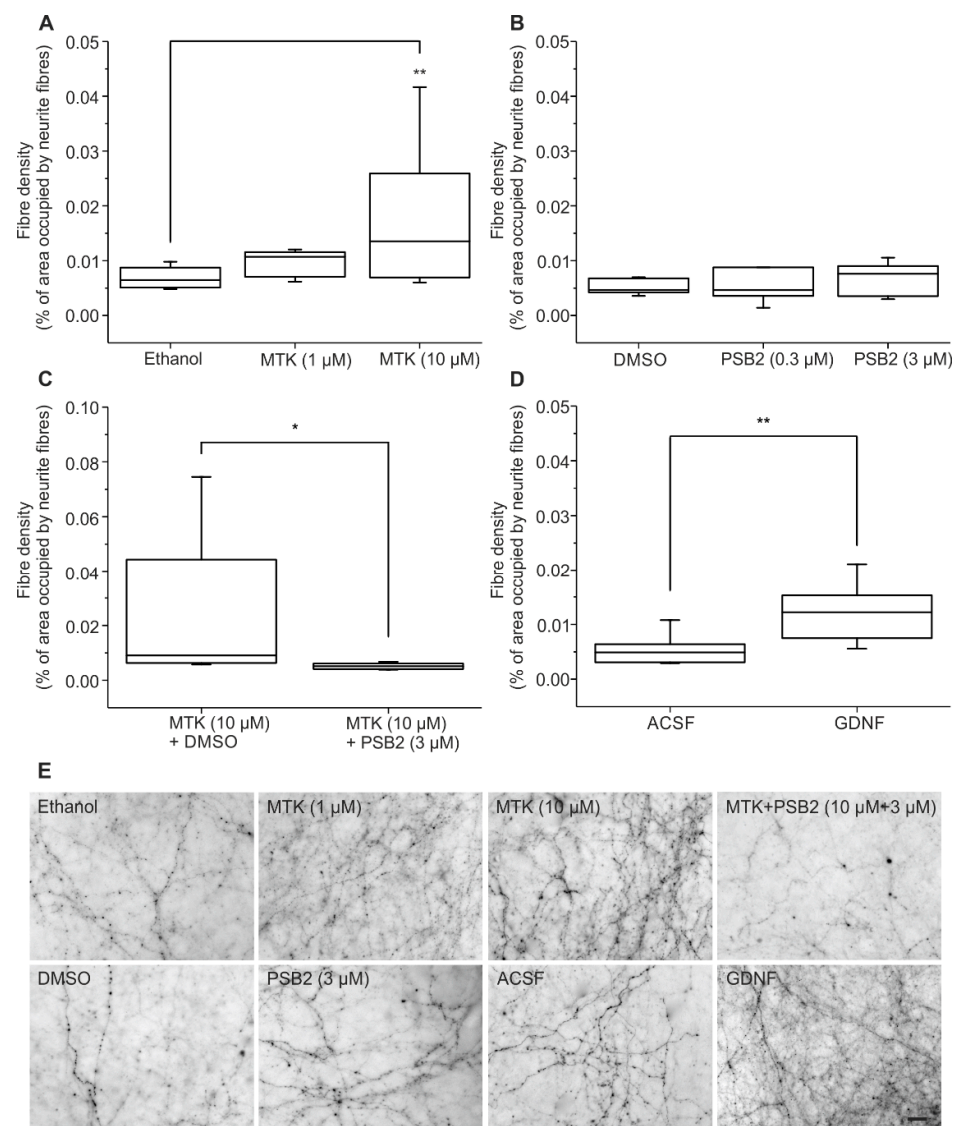 A
Fibre density
(% of area occupied by neurite fibres)
0.05
0.04
0.03
0.02
0.01
0.00
**
Ethanol
MTK (1 µM)
MTK (10 µM)
B
Fibre density
(% of area occupied by neurite fibres)
0.05
0.04
0.03
0.02
0.01
0.00
DMSO
PSB2 (0.3 µM)
PSB2 (3 µM)
C
Fibre density
(% of area occupied by neurite fibres)
0.10
0.08
0.06
0.04
0.02
0.00
*
MTK (10 µM)
+ DMSO
MTK (10 µM)
+ PSB2 (3 µM)
D
Fibre density
(% of area occupied by neurite fibres)
0.05
0.04
0.03
0.02
0.01
0.00
**
ACSF
GDNF
E
Ethanol
MTK (1 µM)
MTK (10 µM)
MTK+PSB2 (10 µM+3 µM)
DMSO
PSB2 (3 µM)
ACSF
GDNF